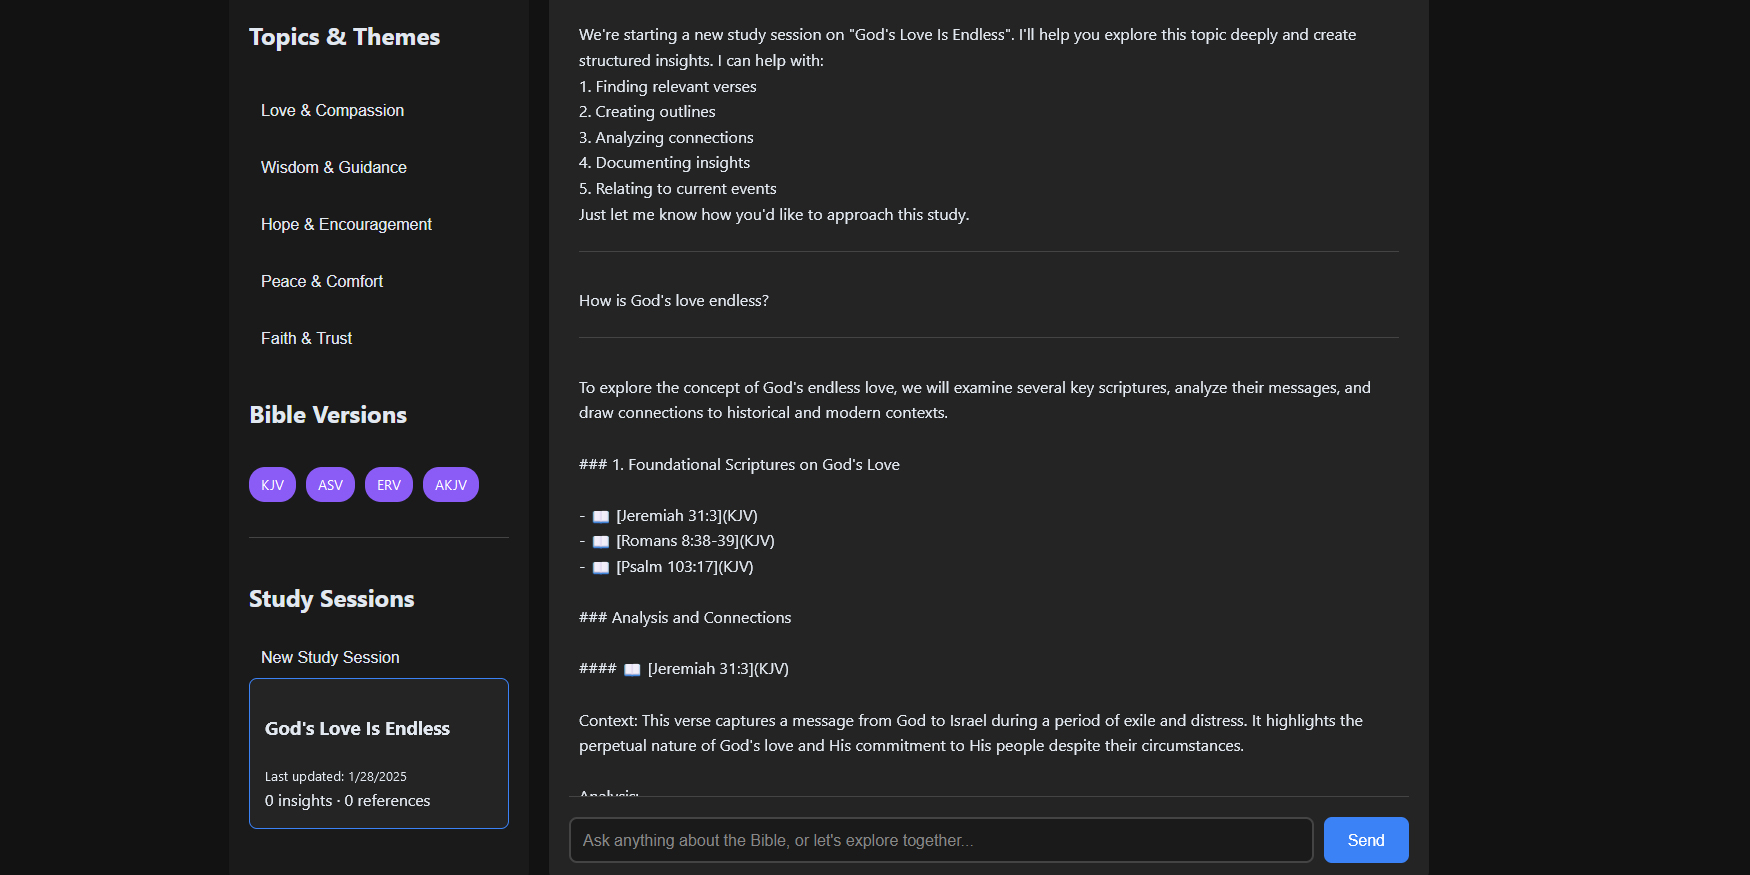 Topics & Themes
Love & Compassion
Wisdom & Guidance
Hope & Encouragement
Peace & Comfort
Faith & Trust
Bible Versions
KJV ASV ERV AKJV
Study Sessions
New Study Session
God's Love Is Endless
Last updated: 1/28/2025
0 insights · 0 references
We're starting a new study session on "God's Love Is Endless". I'll help you explore this topic deeply and create
structured insights. I can help with:
1. Finding relevant verses
2. Creating outlines
3. Analyzing connections
4. Documenting insights
5. Relating to current events
Just let me know how you'd like to approach this study.
How is God's love endless?
To explore the concept of God's endless love, we will examine several key scriptures, analyze their messages, and
draw connections to historical and modern contexts.
### 1. Foundational Scriptures on God's Love
- 📖 [Jeremiah 31:3](KJV)
- 📖 [Romans 8:38-39](KJV)
- 📖 [Psalm 103:17](KJV)
### Analysis and Connections
#### 📖 [Jeremiah 31:3](KJV)
Context: This verse captures a message from God to Israel during a period of exile and distress. It highlights the
perpetual nature of God's love and His commitment to His people despite their circumstances.
Analysis:
Ask anything about the Bible, or let's explore together...
Send